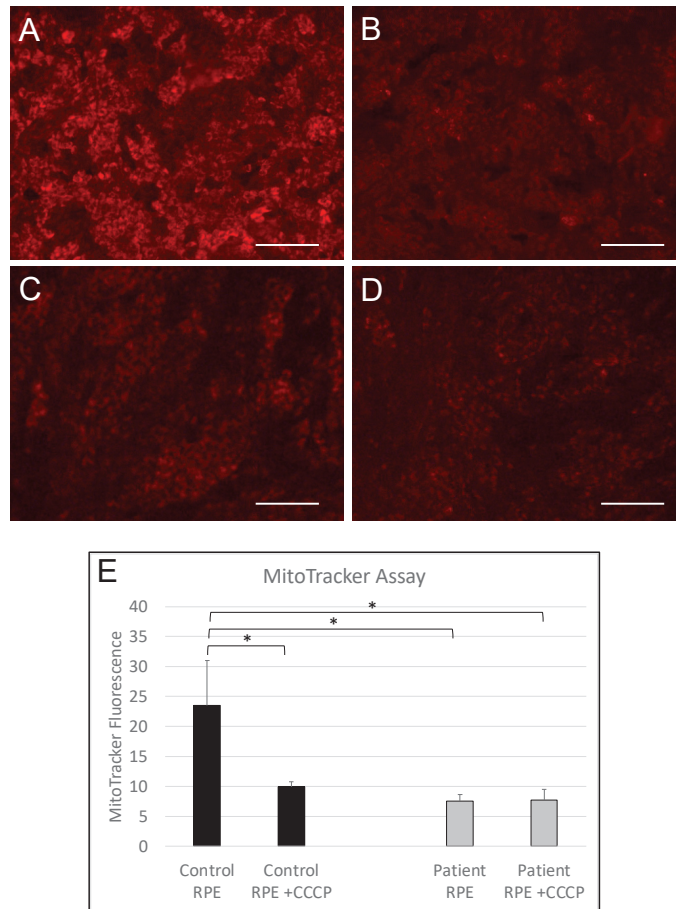 A
B
C
D
E
MitoTracker Assay
MitoTracker Fluorescence
40
35
30
25
20
15
10
5
0
*
*
*
Control
RPE
Control
RPE +CCCP
Patient
RPE
Patient
RPE +CCCP